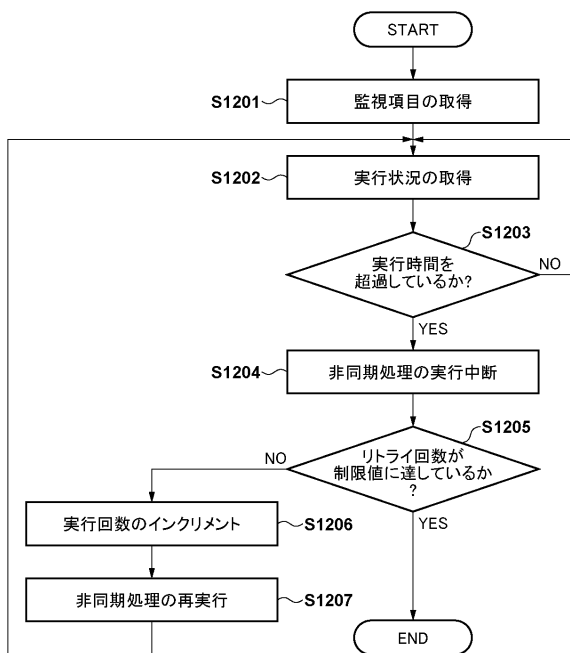 START
S1201
監視項目の取得
S1202
実行状況の取得
S1203
実行時間を
超過しているか?
NO
YES
S1204
非同期処理の実行中断
S1205
リトライ回数が
制限値に達しているか
?
NO
YES
実行回数のインクリメント
S1206
非同期処理の再実行
S1207
END